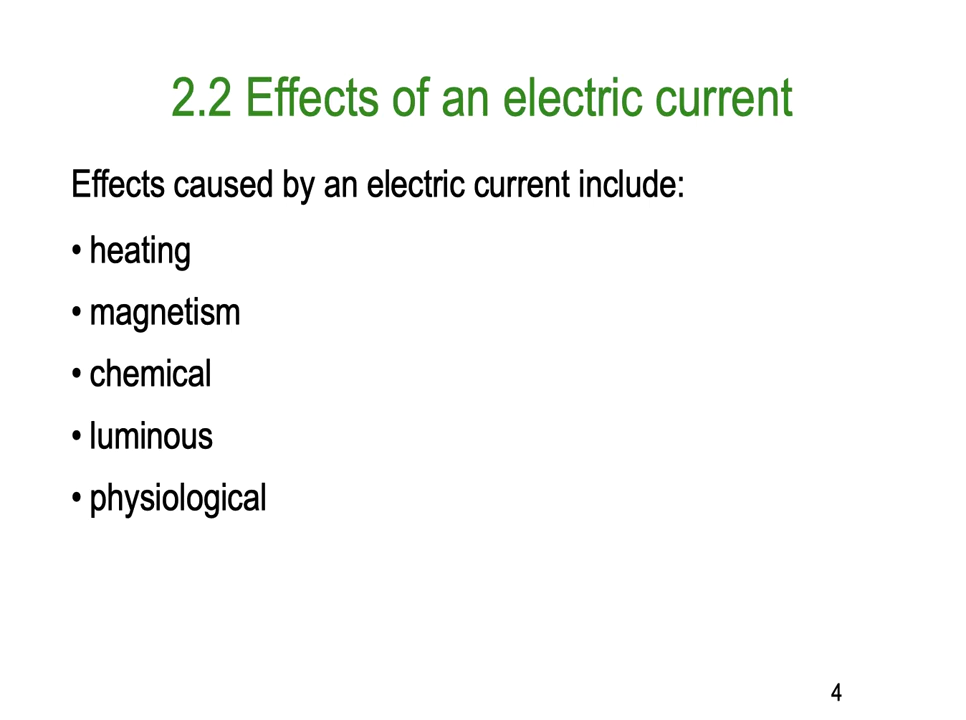 2.2 Effects of an electric current
Effects caused by an electric current include:
• heating
• magnetism
• chemical
• luminous
• physiological
4